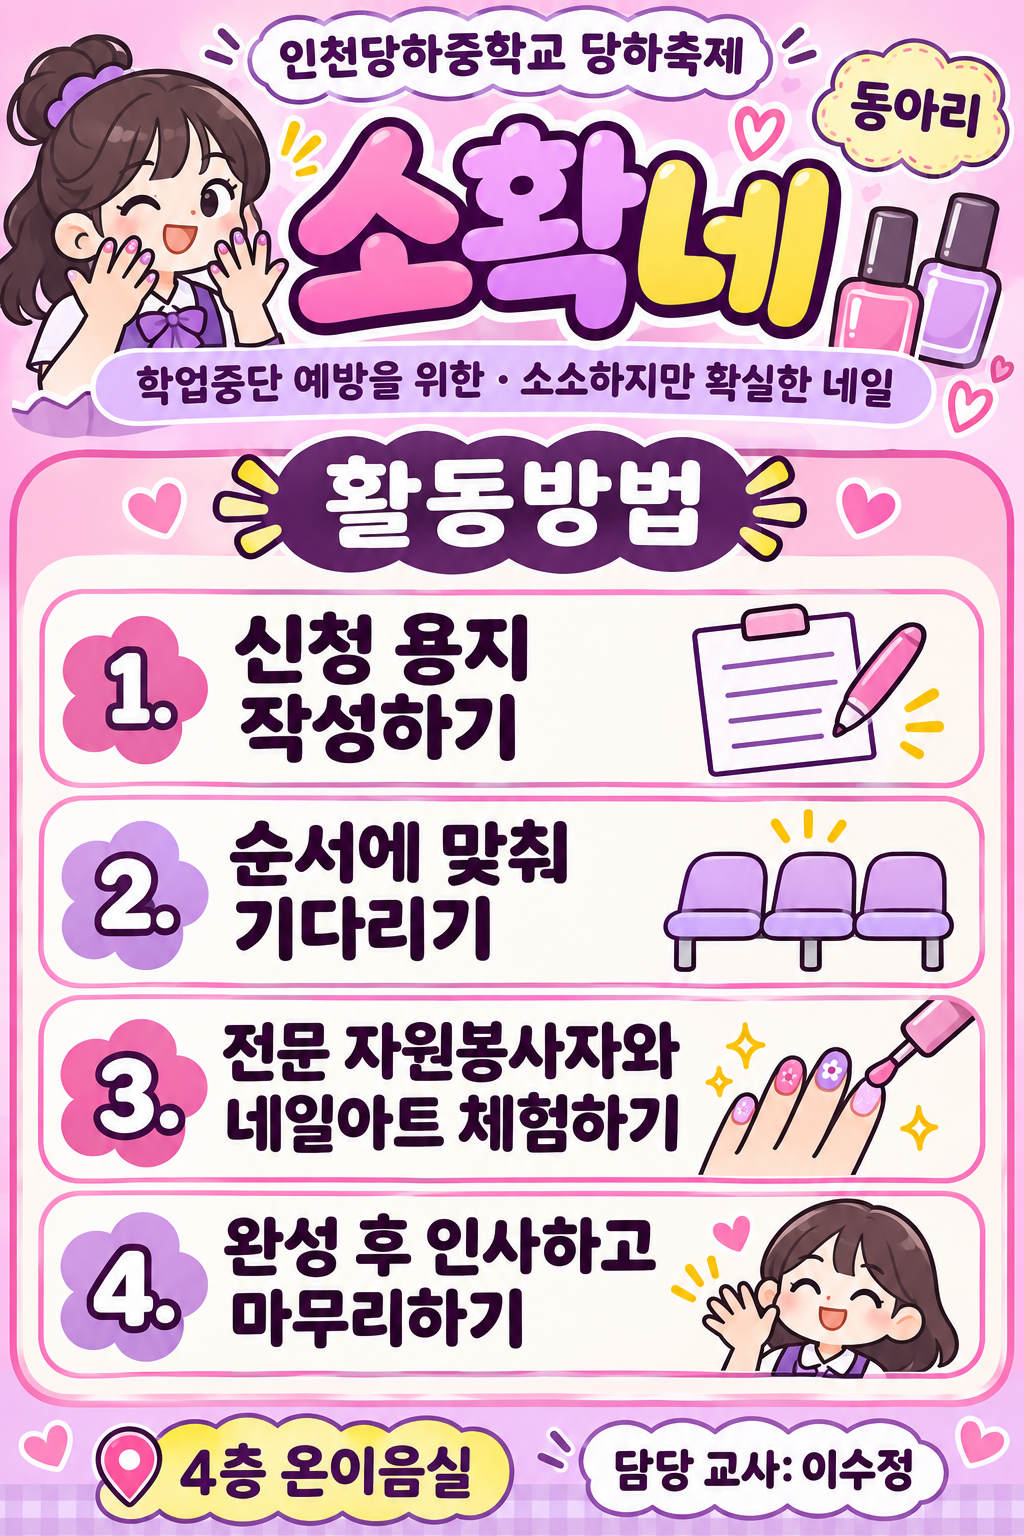 인천당하중학교 당하축제
동아리
소확네
학업중단 예방을 위한 · 소소하지만 확실한 네일
활동방법
1.
신청 용지
작성하기
2.
순서에 맞춰
기다리기
3.
전문 자원봉사자와
네일아트 체험하기
4.
완성 후 인사하고
마무리하기
4층 온이음실
담당 교사: 이수정